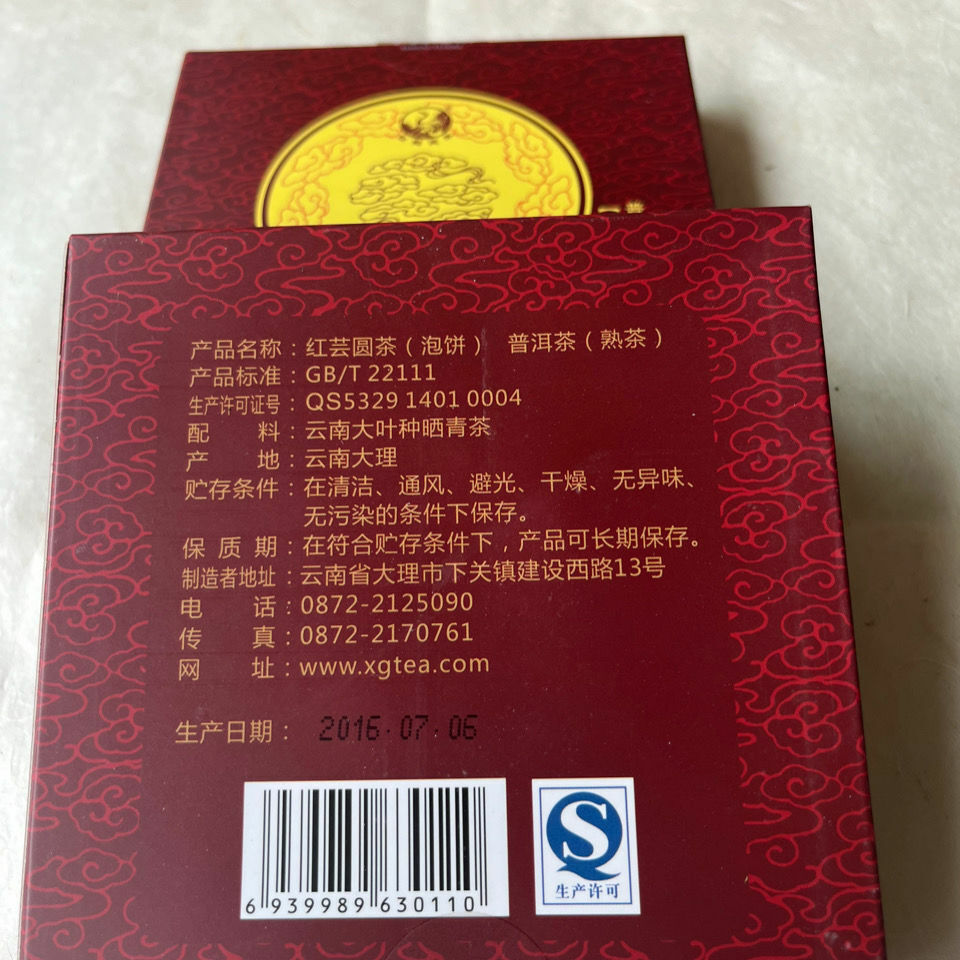 产品名称：红芸圆茶（泡饼） 普洱茶（熟茶）
产品标准：GB/T 22111
生产许可证号：QS5329 1401 0004
配 料：云南大叶种晒青茶
产 地：云南大理
贮存条件：在清洁、通风、避光、干燥、无异味、
无污染的条件下保存。
保 质 期：在符合贮存条件下，产品可长期保存。
制造者地址：云南省大理市下关镇建设西路13号
电 话：0872-2125090
传 真：0872-2170761
网 址：www.xgtea.com
生产日期： 2016.07.06
6 939989 630110
S
生产许可